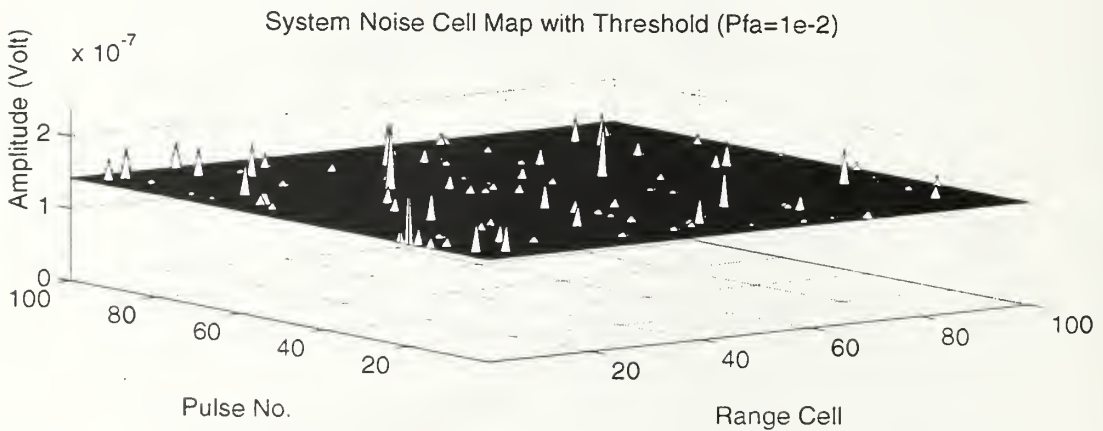 System Noise Cell Map with Threshold (Pfa=1e-2)
x 10-7
Amplitude (Volt)
2
1
0
100
80
60
40
20
20
40
60
80
100
Pulse No.
Range Cell